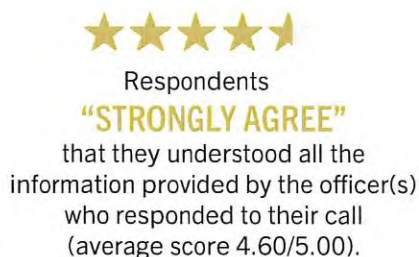 Respondents
“STRONGLY AGREE”
that they understood all the
information provided by the officer(s)
who responded to their call
(average score 4.60/5.00).